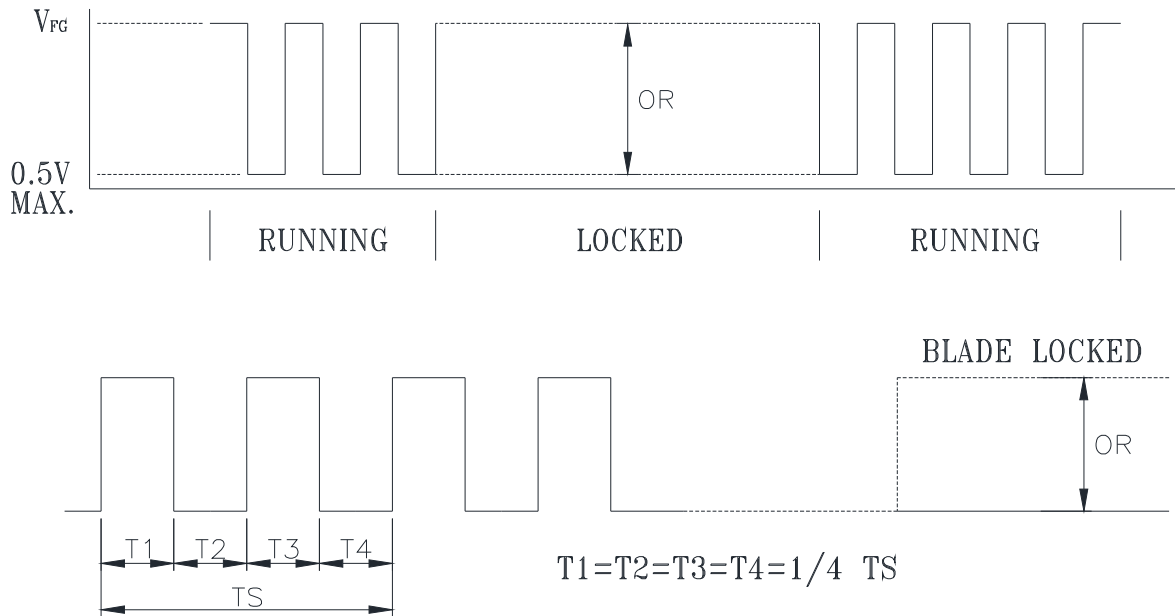 VFG
OR
0.5V
MAX.
RUNNING LOCKED RUNNING
BLADE LOCKED
OR
T1 T2 T3 T4
T1=T2=T3=T4=1/4 TS
TS